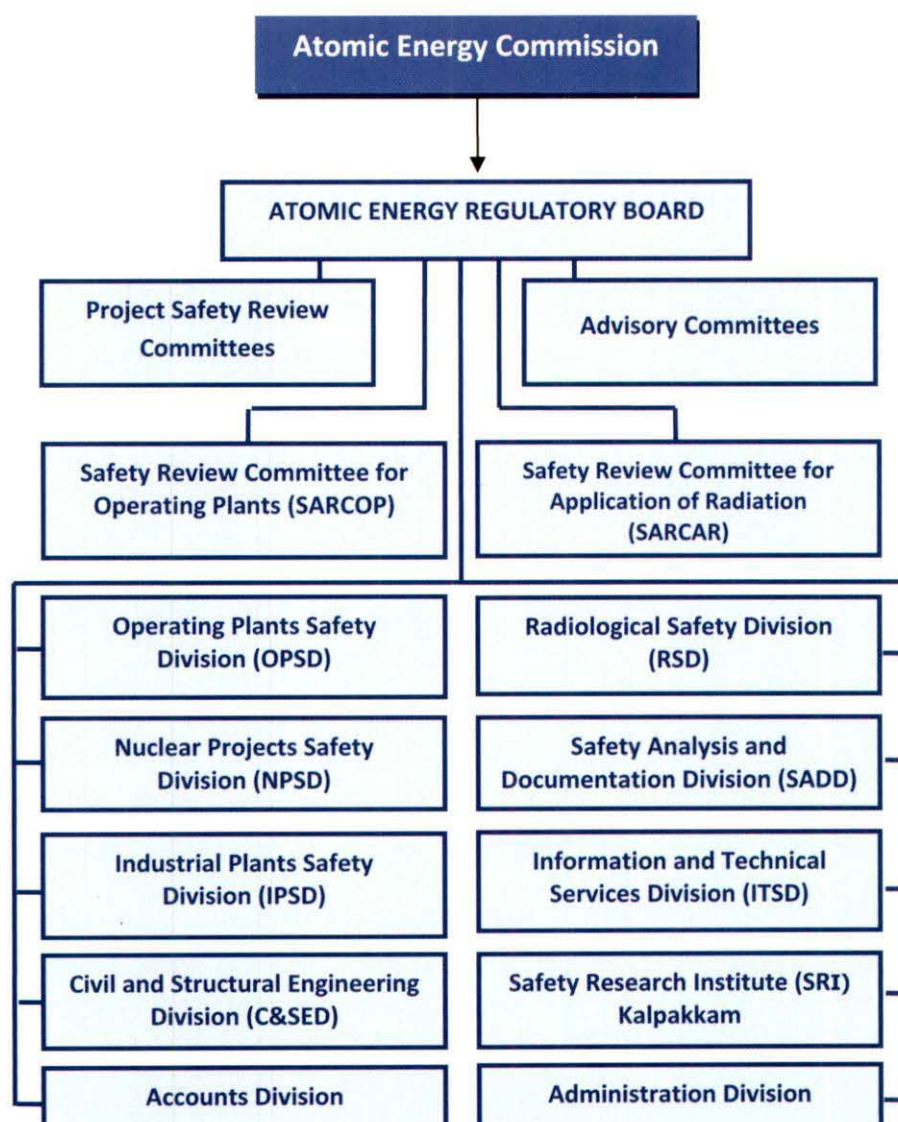 Atomic Energy Commission
ATOMIC ENERGY REGULATORY BOARD
Project Safety Review
Committees
Advisory Committees
Safety Review Committee for
Operating Plants (SARCOP)
Safety Review Committee for
Application of Radiation
(SARCAR)
Operating Plants Safety
Division (OPSD)
Radiological Safety Division
(RSD)
Nuclear Projects Safety
Division (NPSD)
Safety Analysis and
Documentation Division (SADD)
Industrial Plants Safety
Division (IPSD)
Information and Technical
Services Division (ITSD)
Civil and Structural Engineering
Division (C&SED)
Safety Research Institute (SRI)
Kalpakkam
Accounts Division
Administration Division